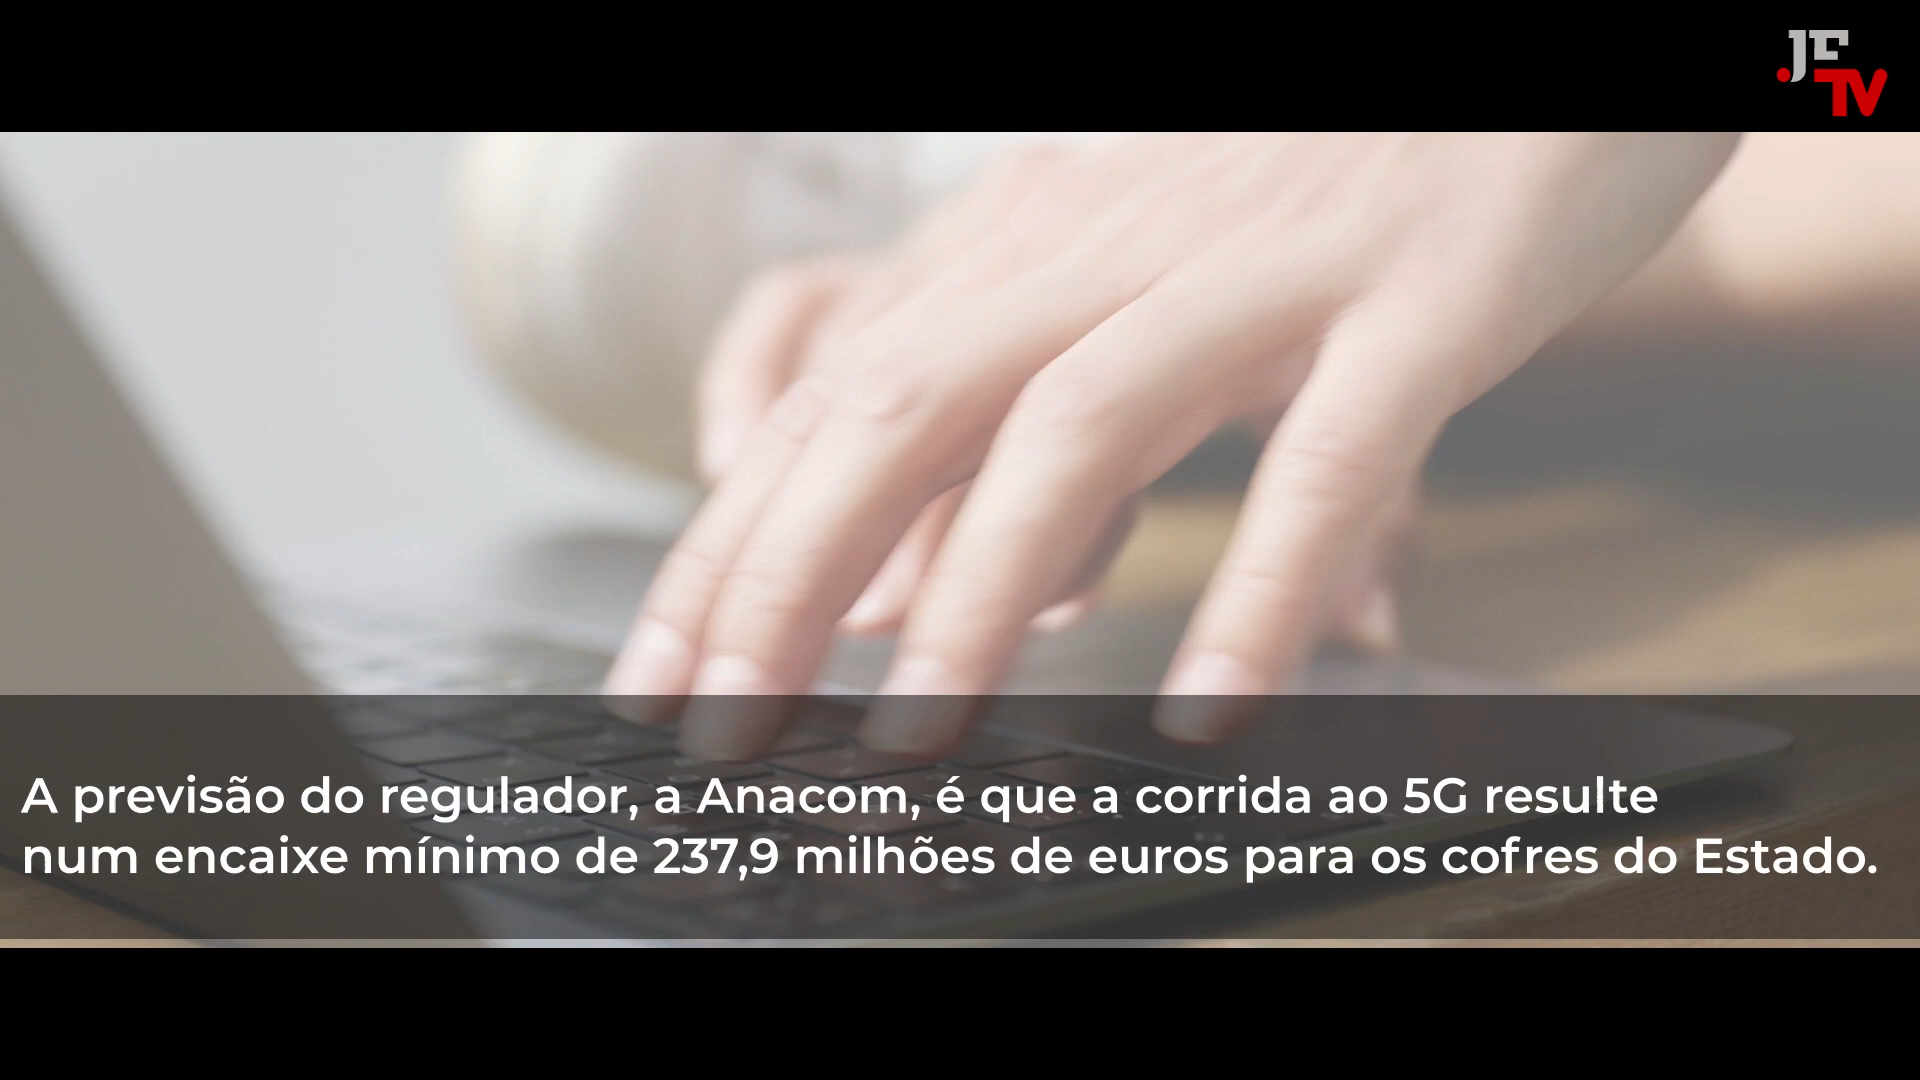 JE
TV
A previsão do regulador, a Anacom, é que a corrida ao 5G resulte
num encaixe mínimo de 237,9 milhões de euros para os cofres do Estado.